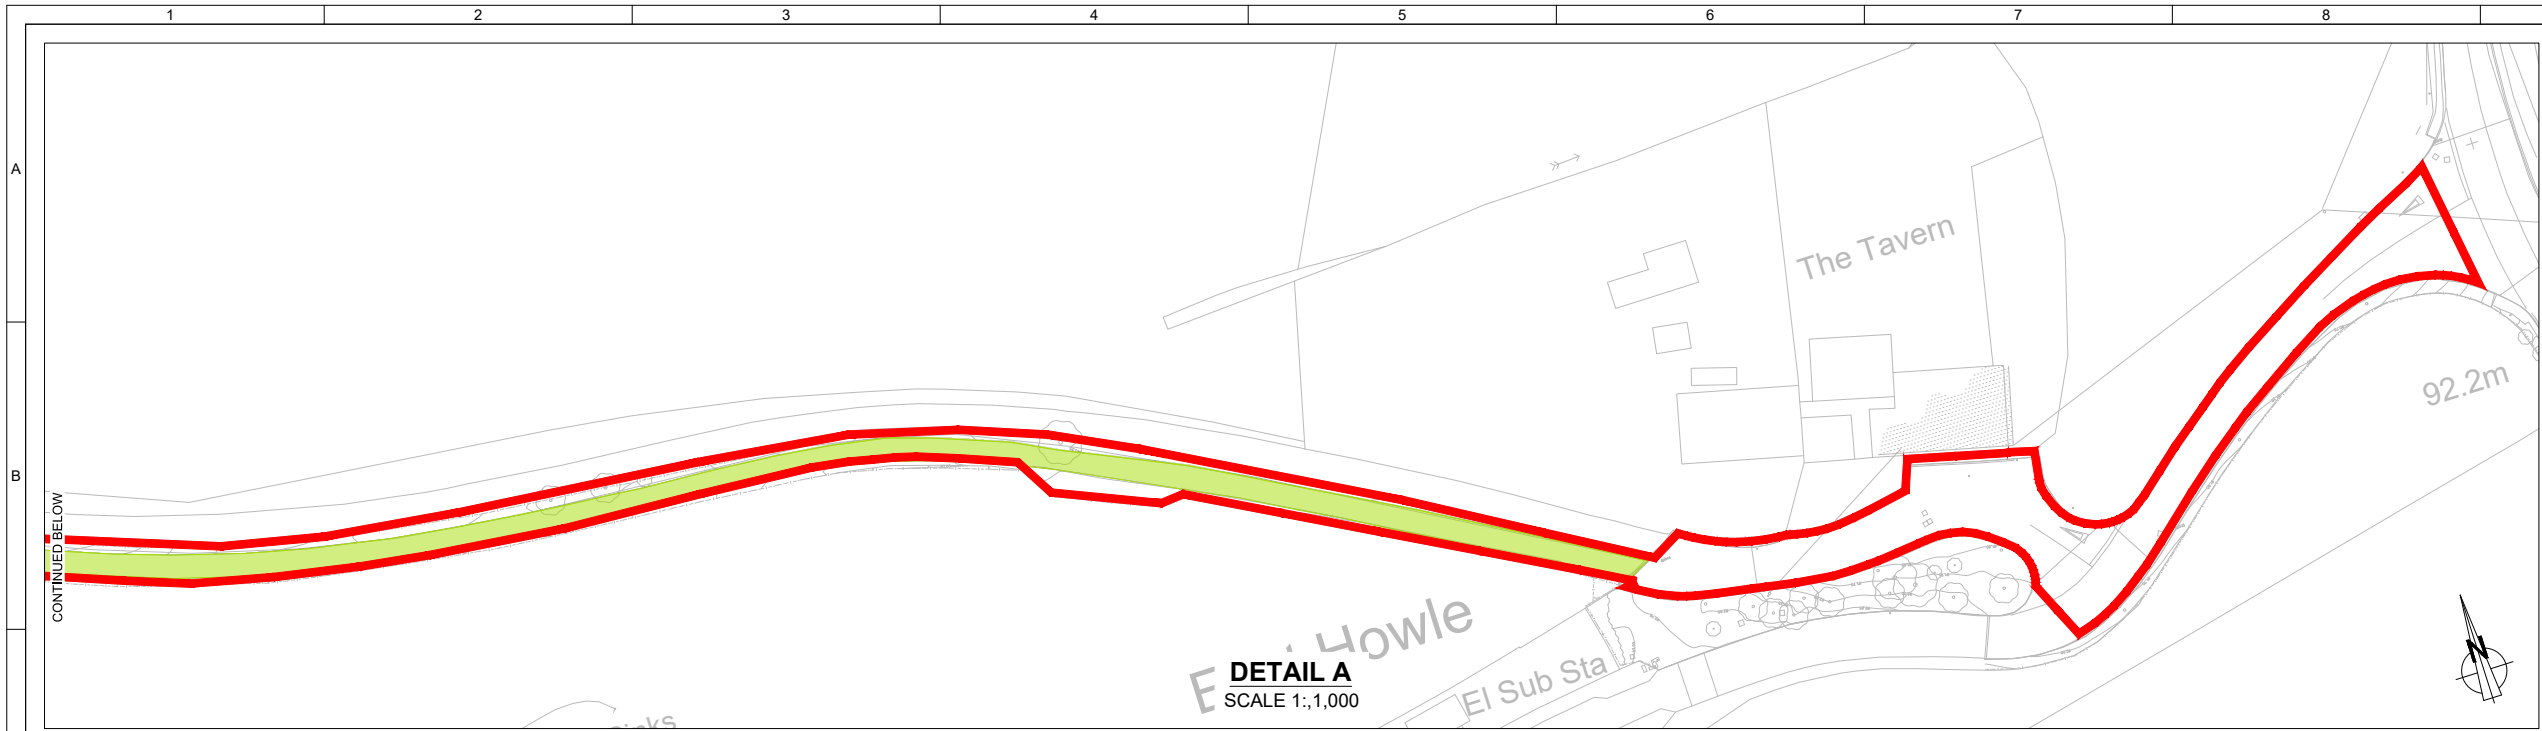 1 2 3 4 5 6 7 8
A
The Tavern
92.2m
B
CONTINUED BELOW
Howle
DETAIL A
SCALE 1:,1,000
El Sub Sta
N